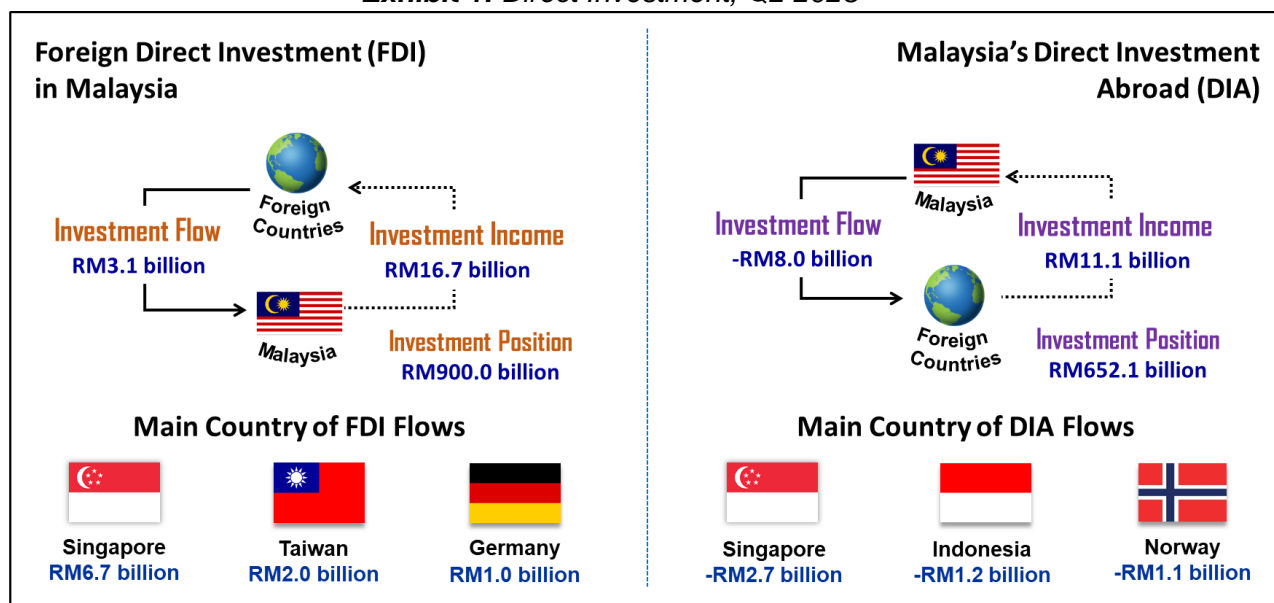 Foreign Direct Investment (FDI)
in Malaysia
Foreign
Countries
Investment Flow
RM3.1 billion
Investment Income
RM16.7 billion
Malaysia
Investment Position
RM900.0 billion
Main Country of FDI Flows
Singapore
RM6.7 billion
Taiwan
RM2.0 billion
Germany
RM1.0 billion
Malaysia's Direct Investment
Abroad (DIA)
Malaysia
Investment Flow
-RM8.0 billion
Investment Income
RM11.1 billion
Foreign
Countries
Investment Position
RM652.1 billion
Main Country of DIA Flows
Singapore
-RM2.7 billion
Indonesia
-RM1.2 billion
Norway
-RM1.1 billion